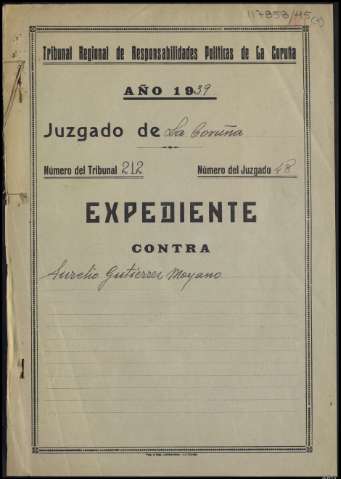 117853/115
Tribunal Regional de Responsabilidades Políticas de La Coruña
AÑO 1939
Juzgado de La Coruña
Número del Tribunal 212 Número del Juzgado 48
EXPEDIENTE
CONTRA
Aurelio Gutiérrez Moyano